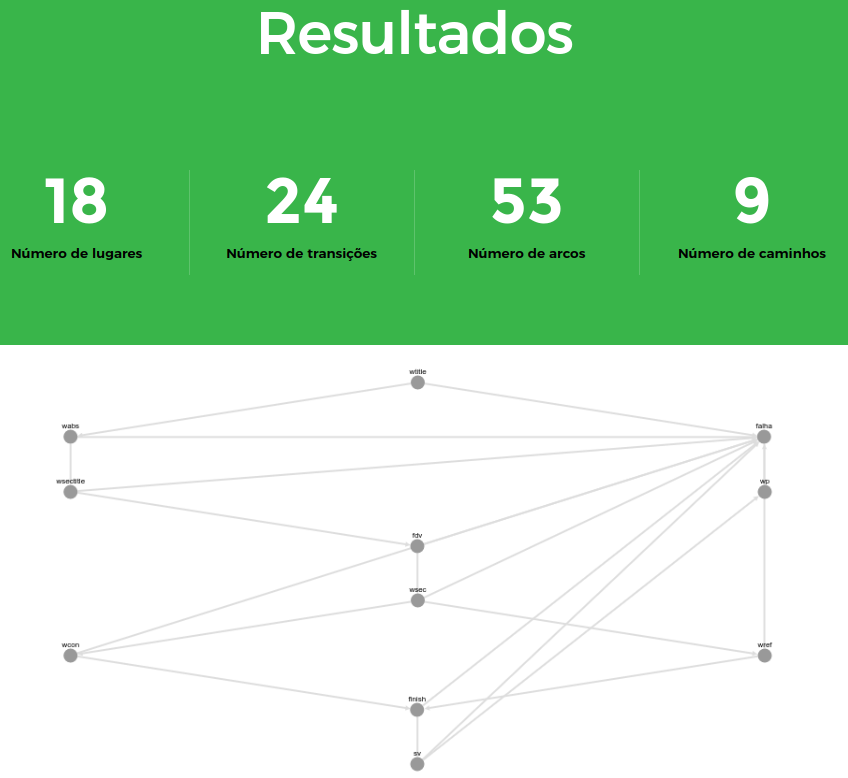 Resultados
18
24
53
9
Número de lugares
Número de transições
Número de arcos
Número de caminhos
wtitle
wabs
falha
wsectitle
wp
fdv
wsec
wcon
wref
finish
sv